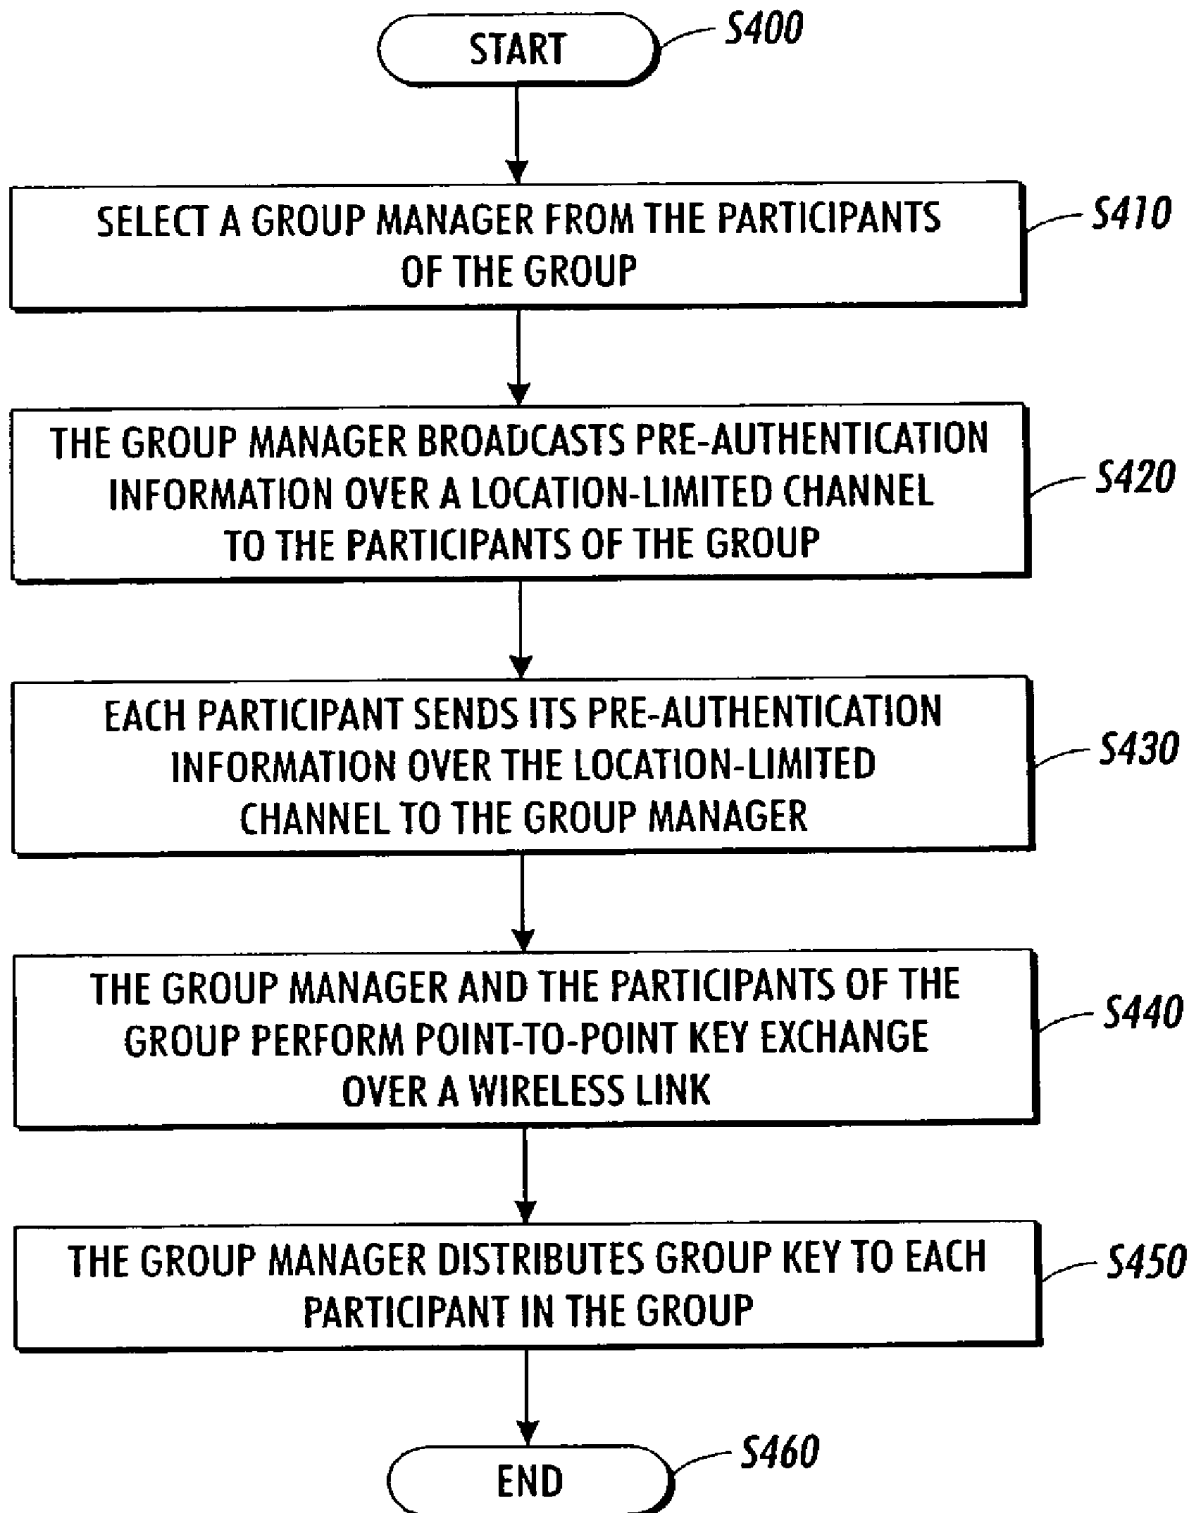 START
S400
SELECT A GROUP MANAGER FROM THE PARTICIPANTS
OF THE GROUP
S410
THE GROUP MANAGER BROADCASTS PRE-AUTHENTICATION
INFORMATION OVER A LOCATION-LIMITED CHANNEL
TO THE PARTICIPANTS OF THE GROUP
S420
EACH PARTICIPANT SENDS ITS PRE-AUTHENTICATION
INFORMATION OVER THE LOCATION-LIMITED
CHANNEL TO THE GROUP MANAGER
S430
THE GROUP MANAGER AND THE PARTICIPANTS OF THE
GROUP PERFORM POINT-TO-POINT KEY EXCHANGE
OVER A WIRELESS LINK
S440
THE GROUP MANAGER DISTRIBUTES GROUP KEY TO EACH
PARTICIPANT IN THE GROUP
S450
END
S460